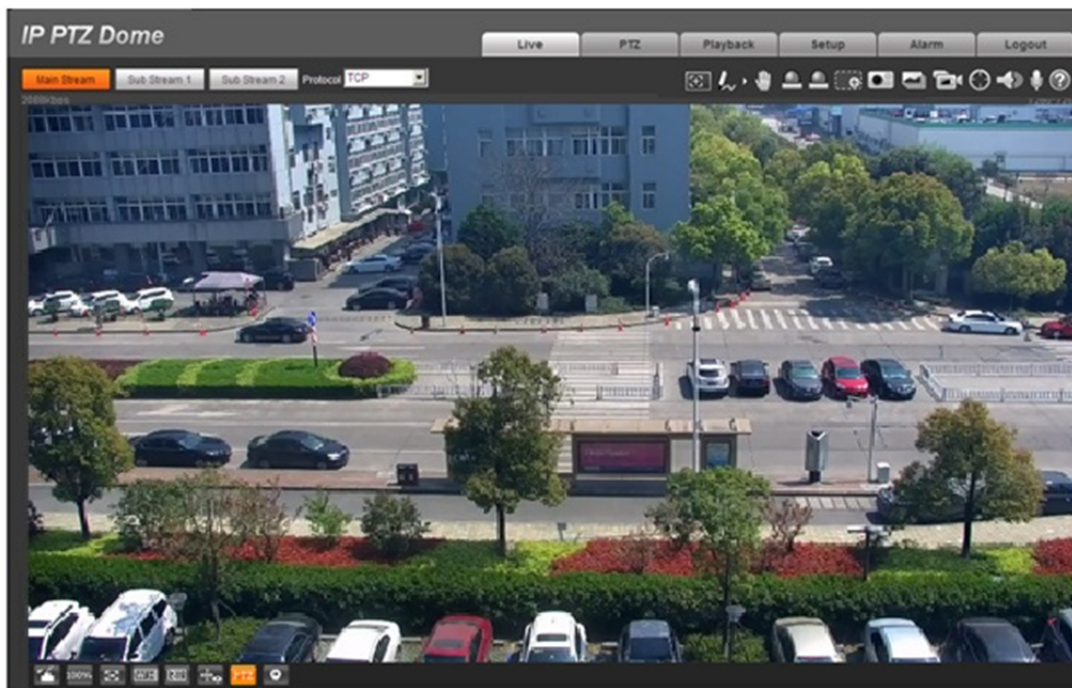 IP PTZ Dome
Live PTZ Playback Setup Alarm Logout
Main Stream Sub Stream 1 Sub Stream 2 Protocol TCP
100% W:H PTZ